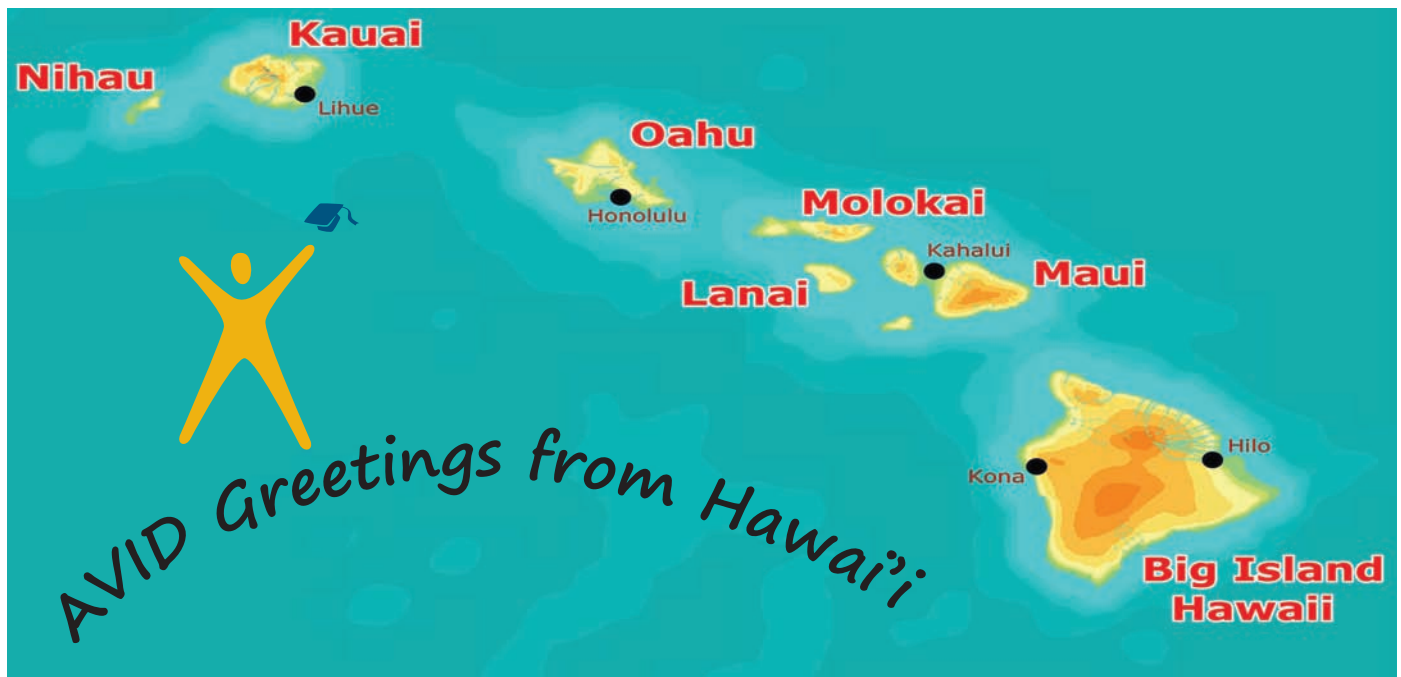 Kauai
Nihau
Lihue
Oahu
Honolulu
Molokai
Kahalui
Maui
Lanai
Hilo
Kona
Big Island
Hawaii
AVID Greetings from Hawai'i